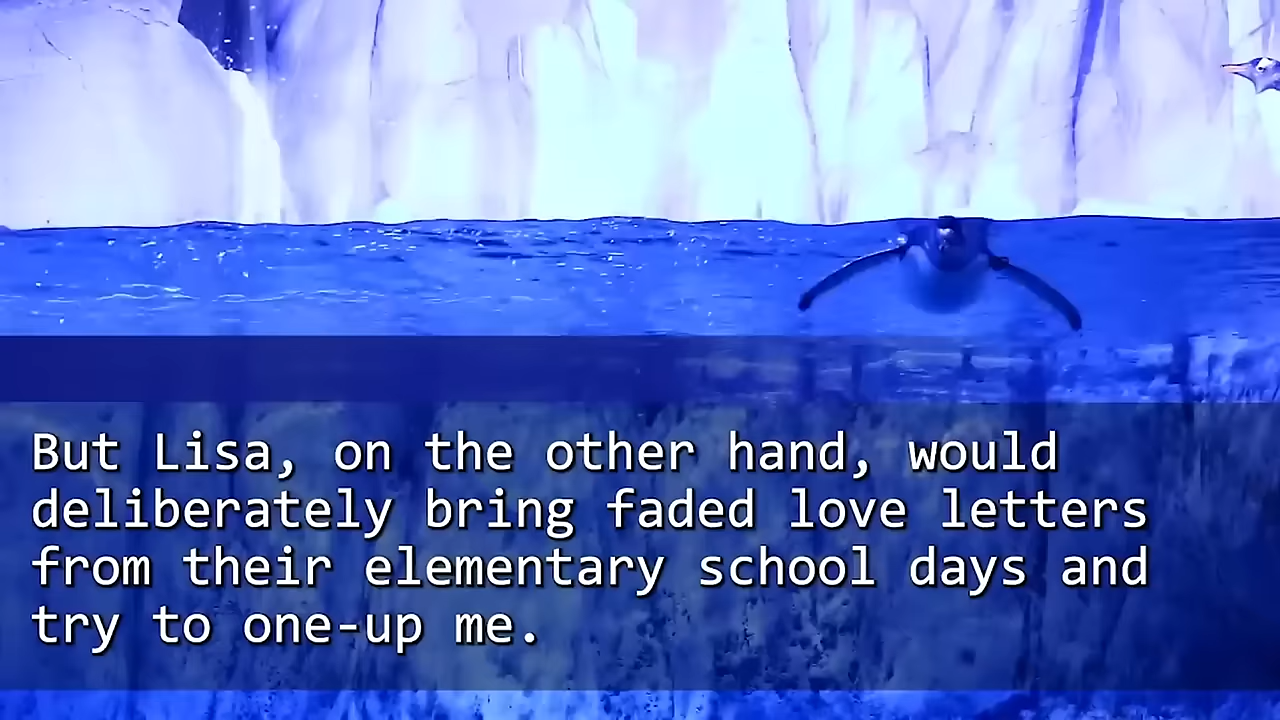 But Lisa, on the other hand, would
deliberately bring faded love letters
from their elementary school days and
try to one-up me.